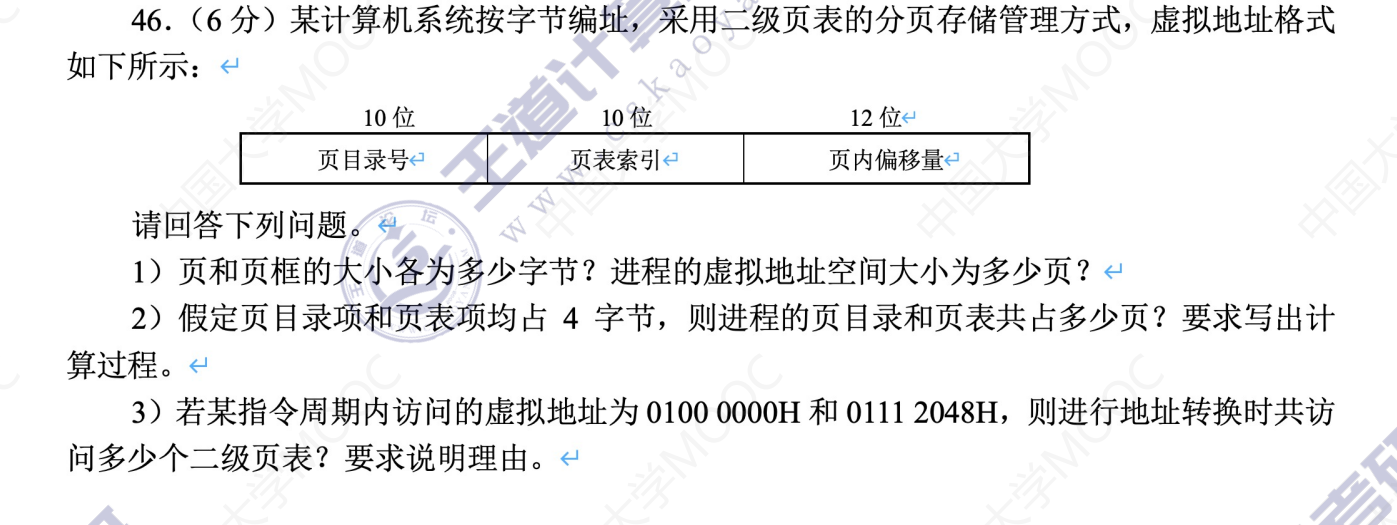 46.（6 分）某计算机系统按字节编址，采用二级页表的分页存储管理方式，虚拟地址格式
如下所示：
10 位 10 位 12 位
页目录号 页表索引 页内偏移量
请回答下列问题。
1）页和页框的大小各为多少字节？进程的虚拟地址空间大小为多少页？
2）假定页目录项和页表项均占 4 字节，则进程的页目录和页表共占多少页？要求写出计
算过程。
3）若某指令周期内访问的虚拟地址为 0100 0000H 和 0111 2048H，则进行地址转换时共访
问多少个二级页表？要求说明理由。